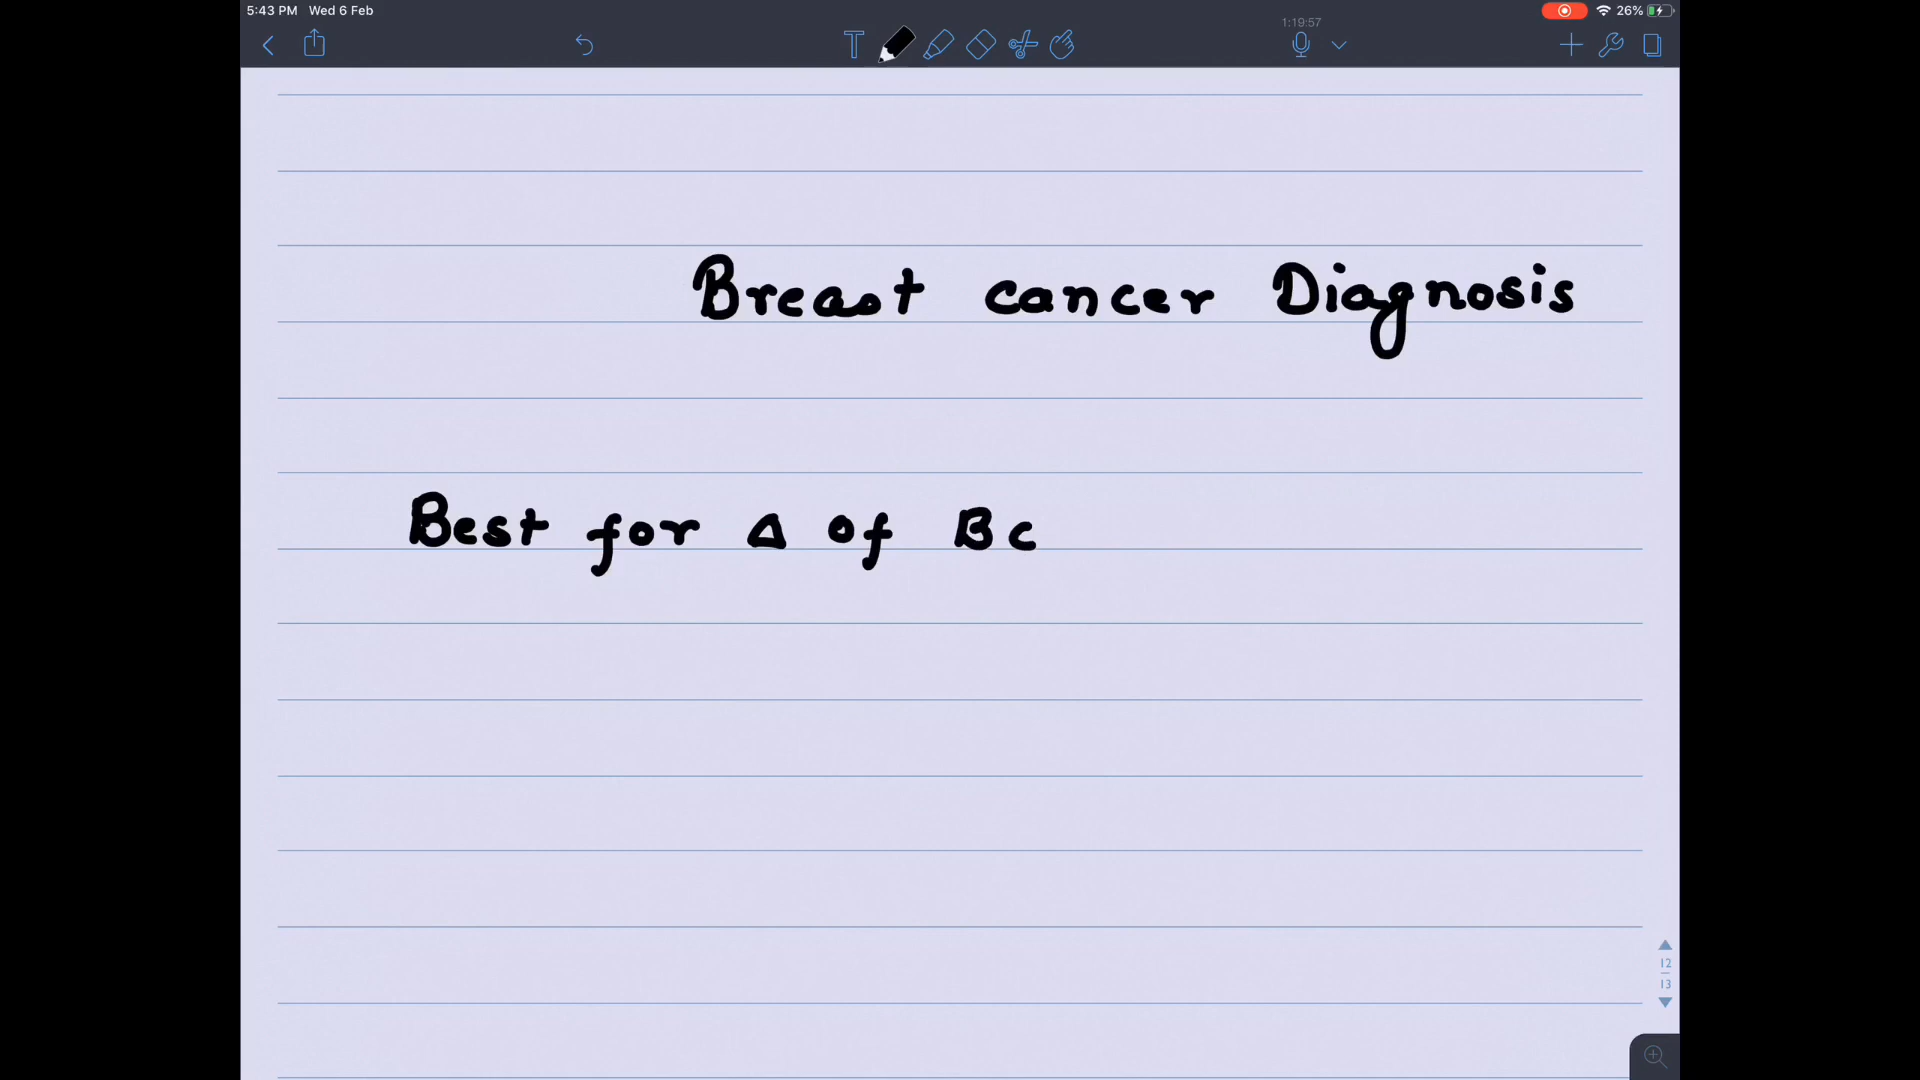 5:43 PM Wed 6 Feb
26%
1:19:57
T
Breast cancer Diagnosis
Best for Δ of Bc
12
13